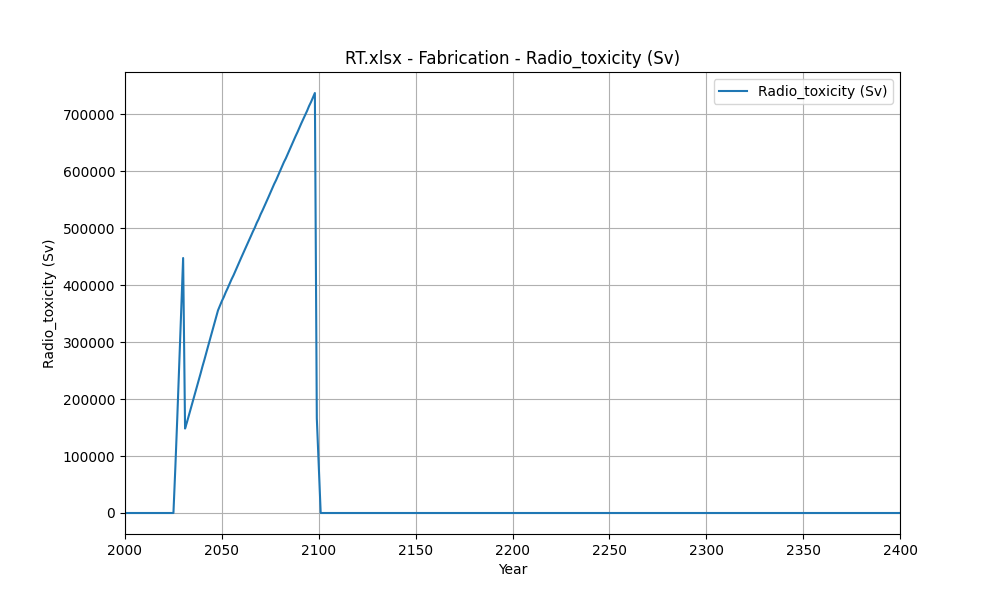 RT.xlsx - Fabrication - Radio_toxicity (Sv)
Radio_toxicity (Sv)
Radio_toxicity (Sv)
700000
600000
500000
400000
300000
200000
100000
0
2000 2050 2100 2150 2200 2250 2300 2350 2400
Year